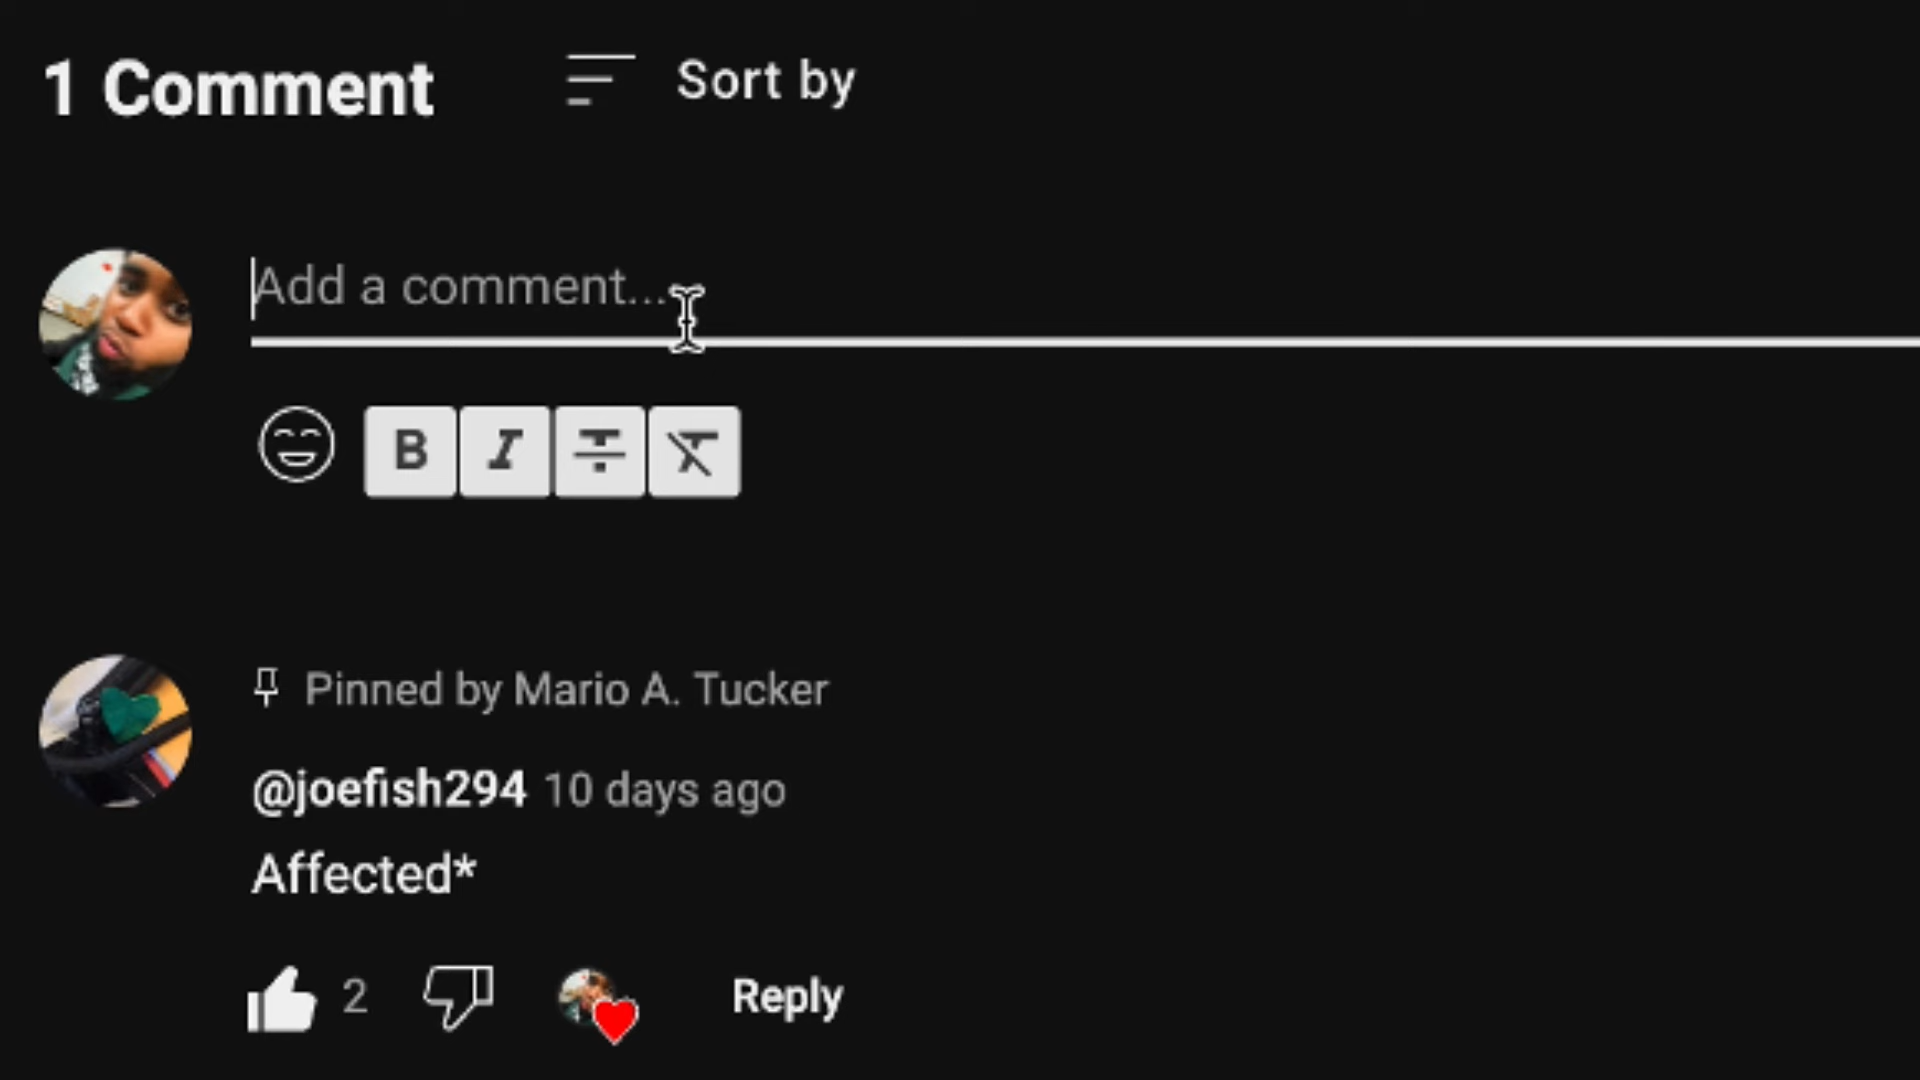 1 Comment
Sort by
Add a comment...
B I T T
Pinned by Mario A. Tucker
@joefish294 10 days ago
Affected*
2
Reply